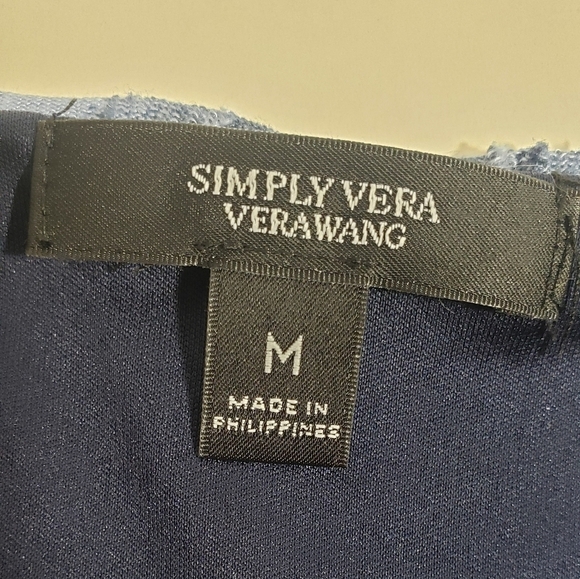 SIMPLY VERA
VERAWANG
M
MADE IN
PHILIPPINES